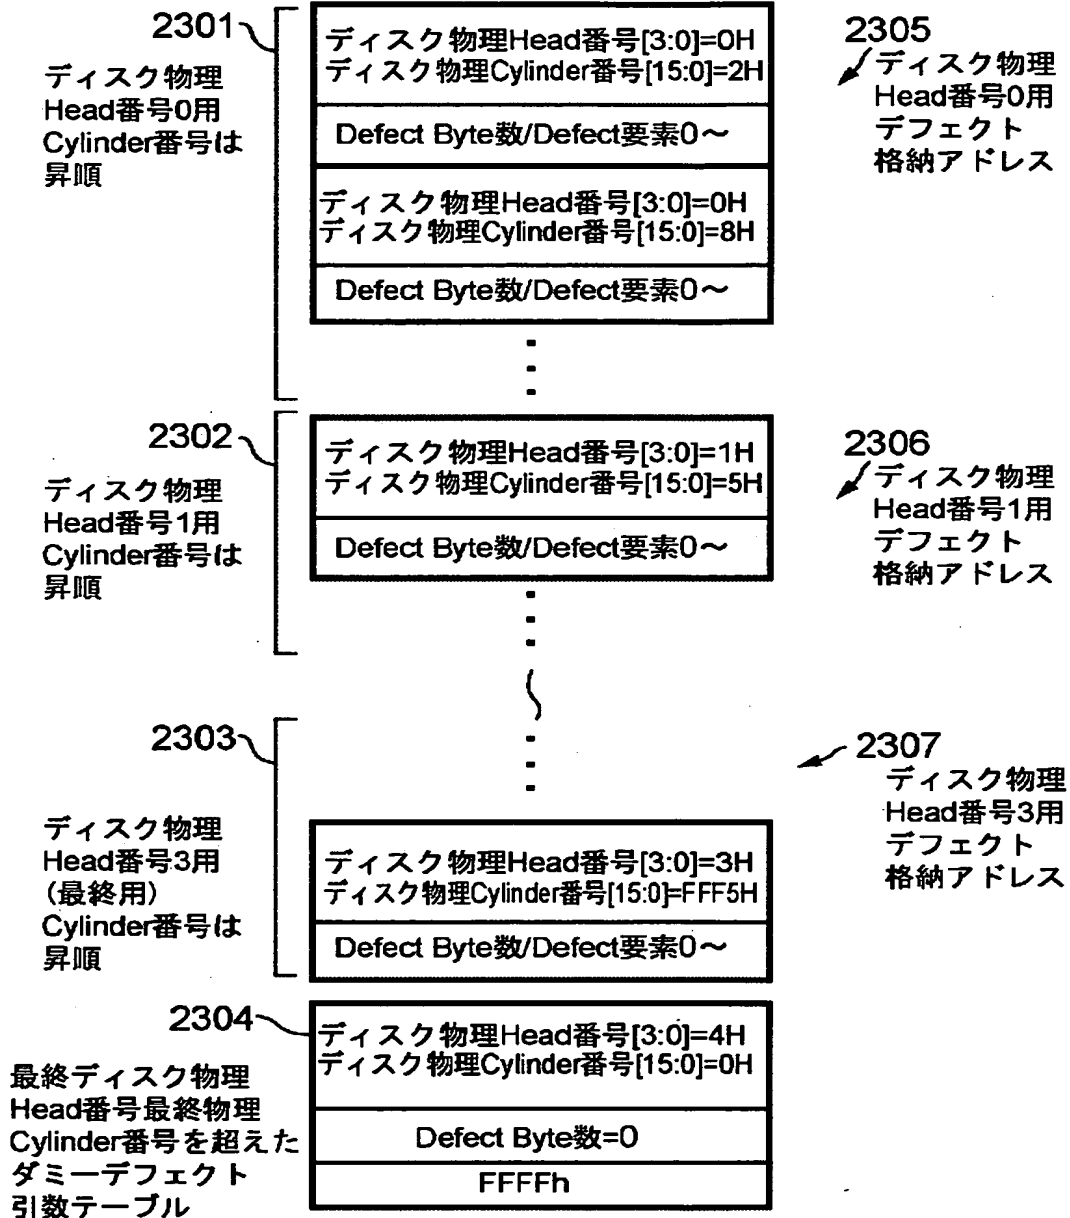 2301
ディスク物理
Head番号0用
Cylinder番号は
昇順
ディスク物理Head番号[3:0]=0H
ディスク物理Cylinder番号[15:0]=2H
Defect Byte数/Defect要素0～
ディスク物理Head番号[3:0]=0H
ディスク物理Cylinder番号[15:0]=8H
Defect Byte数/Defect要素0～
2305
ディスク物理
Head番号0用
デフェクト
格納アドレス
2302
ディスク物理
Head番号1用
Cylinder番号は
昇順
ディスク物理Head番号[3:0]=1H
ディスク物理Cylinder番号[15:0]=5H
Defect Byte数/Defect要素0～
2306
ディスク物理
Head番号1用
デフェクト
格納アドレス
2303
ディスク物理
Head番号3用
(最終用)
Cylinder番号は
昇順
ディスク物理Head番号[3:0]=3H
ディスク物理Cylinder番号[15:0]=FFF5H
Defect Byte数/Defect要素0～
2307
ディスク物理
Head番号3用
デフェクト
格納アドレス
2304
最終ディスク物理
Head番号最終物理
Cylinder番号を超えた
ダミーデフェクト
引数テーブル
ディスク物理Head番号[3:0]=4H
ディスク物理Cylinder番号[15:0]=0H
Defect Byte数=0
FFFFh